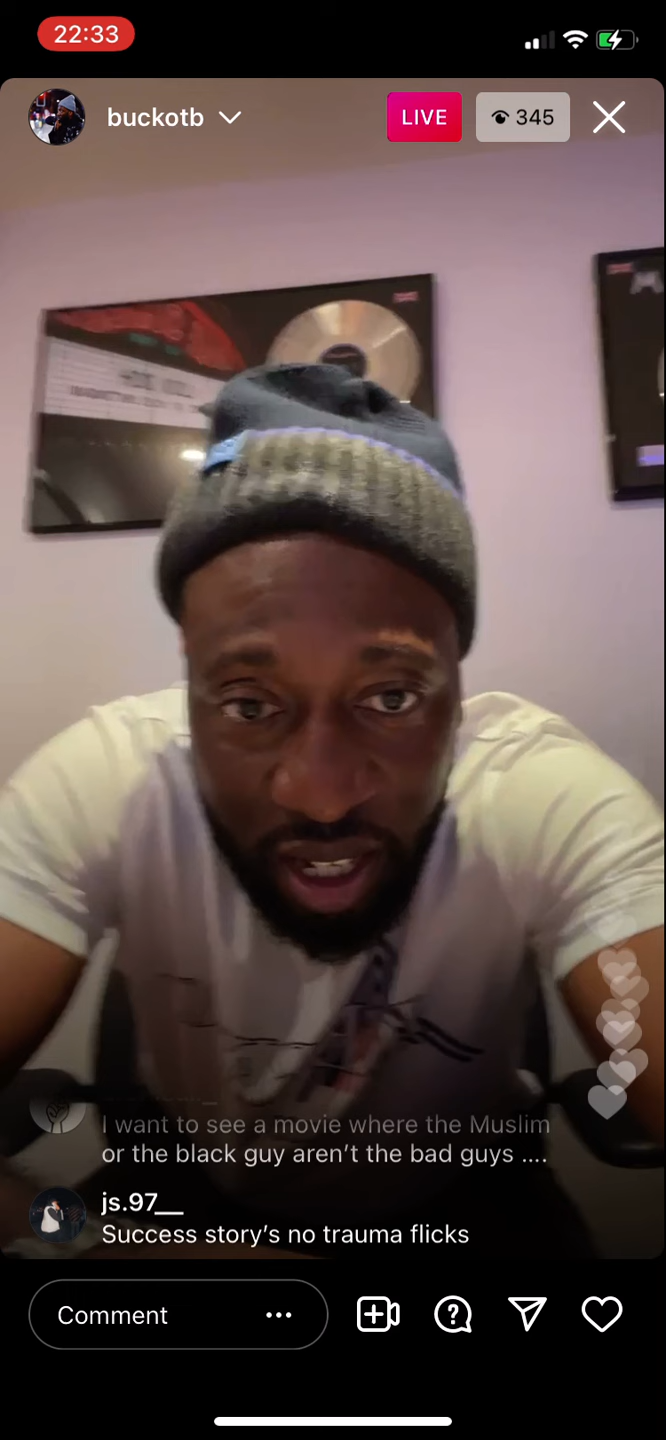 22:33
buckotb
LIVE
345
I want to see a movie where the Muslim
or the black guy aren’t the bad guys ....
js.97__
Success story’s no trauma flicks
Comment